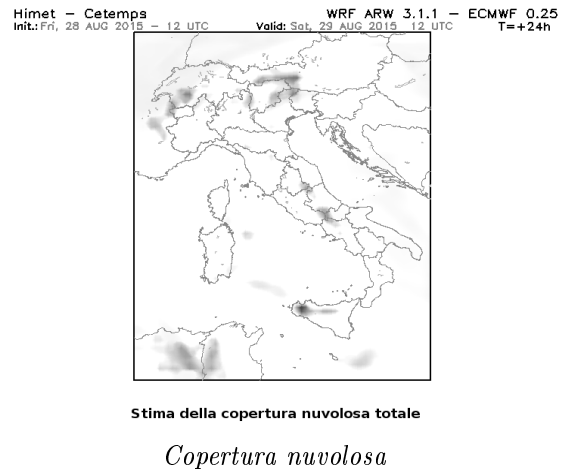 Himet – Cetemps WRF ARW 3.1.1 – ECMWF 0.25
Init.: Fri, 28 AUG 2015 – 12 UTC Valid: Sat, 29 AUG 2015 12 UTC T=+24h
Stima della copertura nuvolosa totale
Copertura nuvolosa